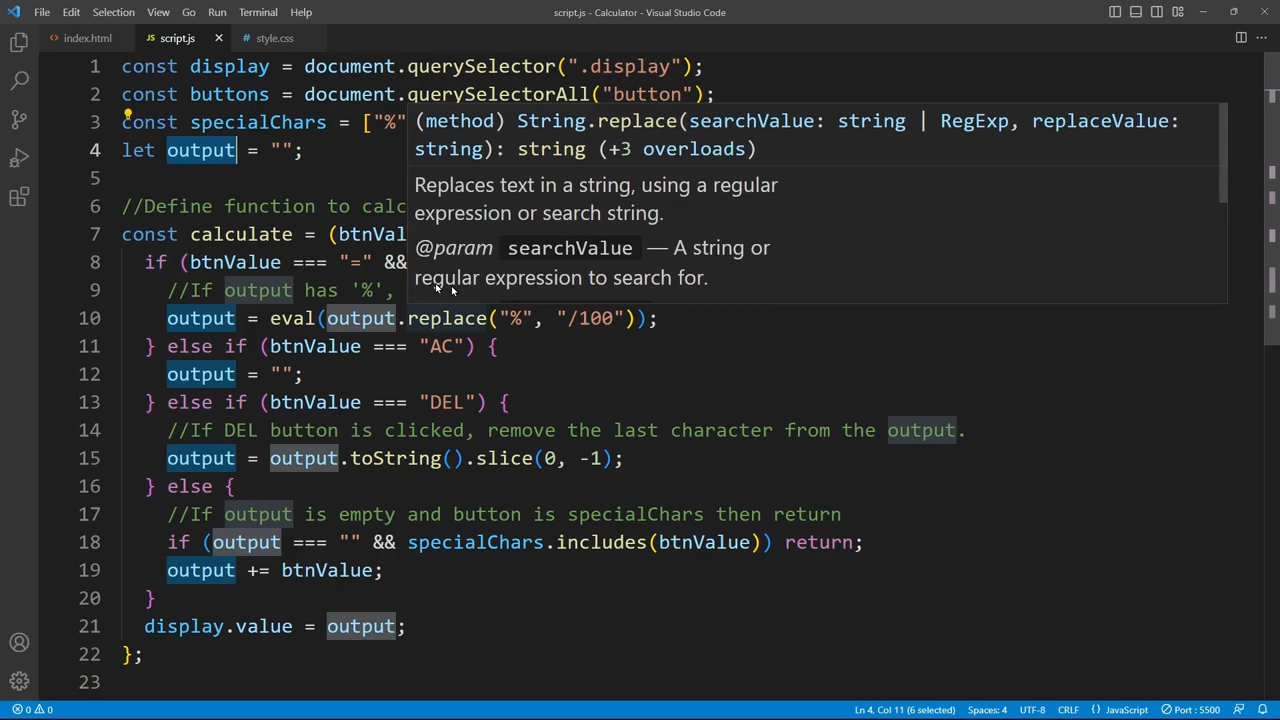 File Edit Selection View Go Run Terminal Help script.js - Calculator - Visual Studio Code
index.html JS script.js style.css
1 const display = document.querySelector(".display");
2 const buttons = document.querySelectorAll("button");
3 const specialChars = ["%"
4 let output = "";
5
6 //Define function to calc
7 const calculate = (btnVal
8 if (btnValue === "=" &&
9 //If output has '%',
10 output = eval(output.replace("%", "/100"));
11 } else if (btnValue === "AC") {
12 output = "";
13 } else if (btnValue === "DEL") {
14 //If DEL button is clicked, remove the last character from the output.
15 output = output.toString().slice(0, -1);
16 } else {
17 //If output is empty and button is specialChars then return
18 if (output === "" && specialChars.includes(btnValue)) return;
19 output += btnValue;
20 }
21 display.value = output;
22 };
23
(method) String.replace(searchValue: string | RegExp, replaceValue:
string): string (+3 overloads)
Replaces text in a string, using a regular
expression or search string.
@param searchValue — A string or
regular expression to search for.
0 0 Ln 4, Col 11 (6 selected) Spaces: 4 UTF-8 CRLF {} JavaScript Port : 5500